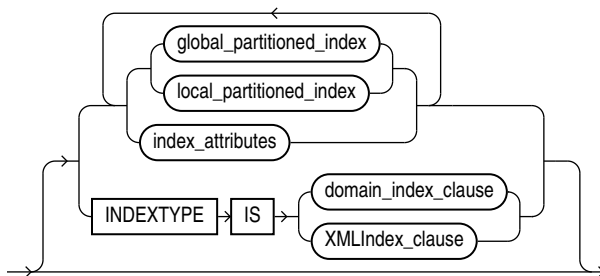 global_partitioned_index
local_partitioned_index
index_attributes
INDEXTYPE IS
domain_index_clause
XMLIndex_clause